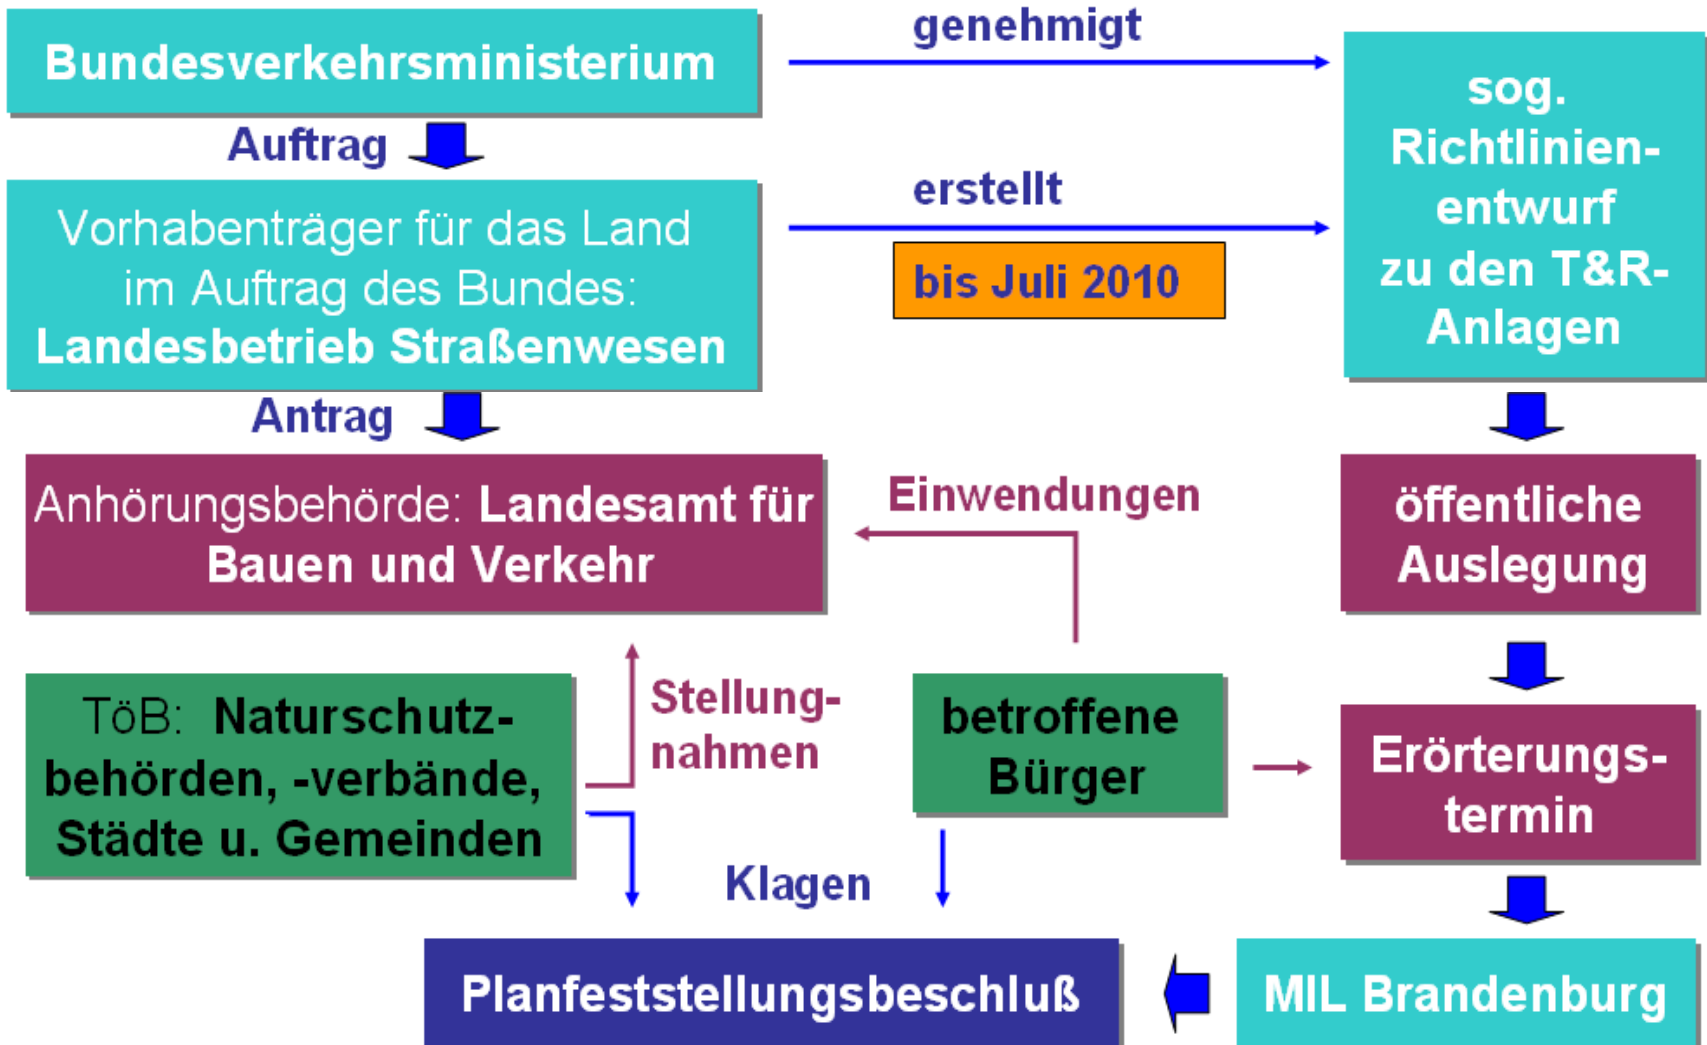 Bundesverkehrsministerium
genehmigt
sog.
Richtlinien-
entwurf
zu den T&R-
Anlagen
Auftrag
Vorhabenträger für das Land
im Auftrag des Bundes:
Landesbetrieb Straßenwesen
erstellt
bis Juli 2010
Antrag
Anhörungsbehörde: Landesamt für
Bauen und Verkehr
Einwendungen
öffentliche
Auslegung
TöB: Naturschutz-
behörden, -verbände,
Städte u. Gemeinden
Stellung-
nahmen
betroffene
Bürger
Erörterungs-
termin
Klagen
Planfeststellungsbeschluß
MIL Brandenburg